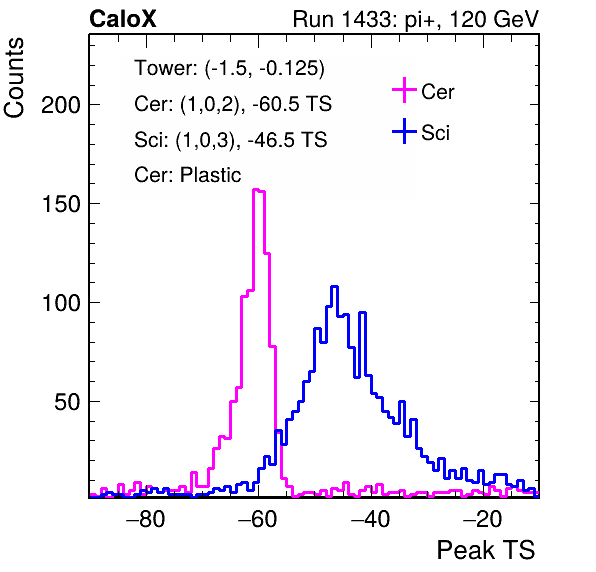 CaloX Run 1433: pi+, 120 GeV
Counts
Tower: (-1.5, -0.125)
Cer: (1,0,2), -60.5 TS
Sci: (1,0,3), -46.5 TS
Cer: Plastic
Cer
Sci
200
150
100
50
−80 −60 −40 −20
Peak TS